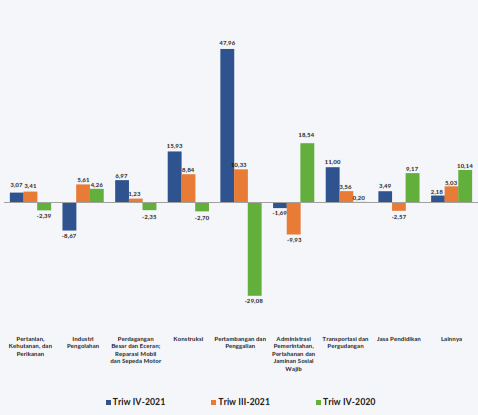 47,96
18,54
15,93
11,00
10,33
10,14
9,17
8,84
6,97
5,61
5,03
4,26
3,56
3,49
3,07 3,41
2,18
1,23
0,20
-1,69
-2,39
-2,35
-2,70
-2,57
-8,67
-9,93
-29,08
Pertanian, Kehutanan, dan Perikanan
Industri Pengolahan
Perdagangan Besar dan Eceran; Reparasi Mobil dan Sepeda Motor
Konstruksi
Pertambangan dan Penggalian
Administrasi Pemerintahan, Pertahanan dan Jaminan Sosial Wajib
Transportasi dan Pergudangan
Jasa Pendidikan
Lainnya
Triw IV-2021
Triw III-2021
Triw IV-2020